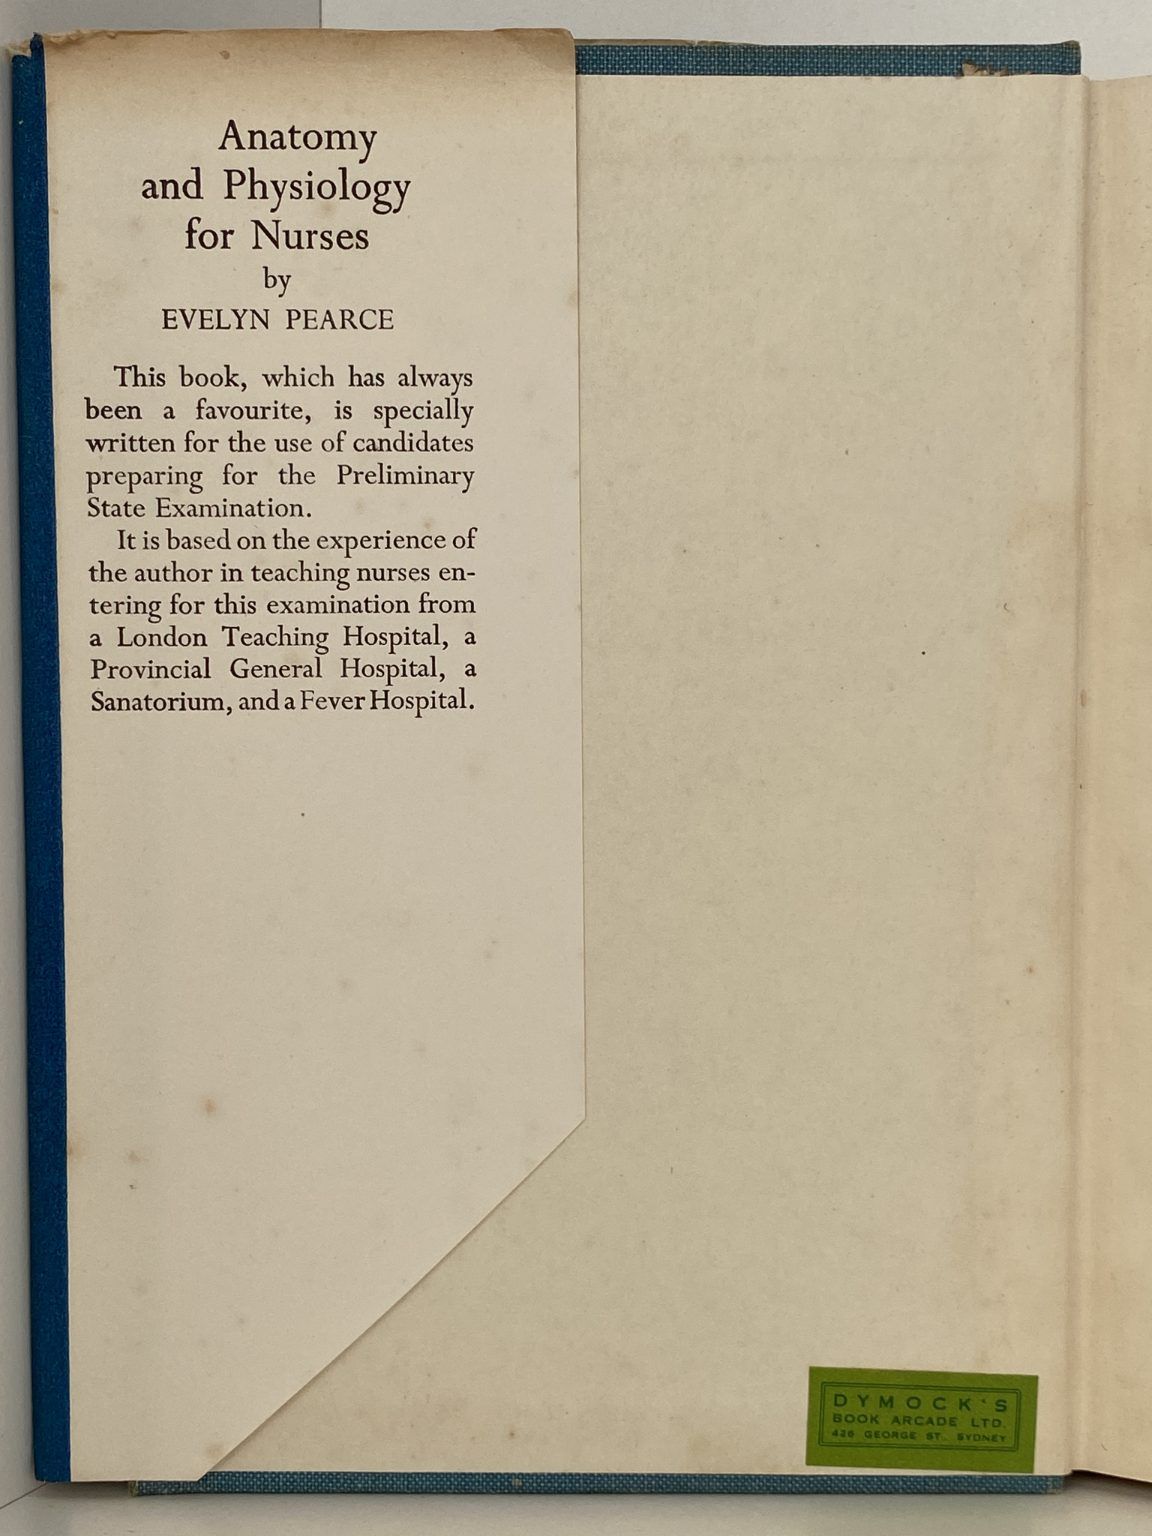 Anatomy
and Physiology
for Nurses
by
EVELYN PEARCE
This book, which has always
been a favourite, is specially
written for the use of candidates
preparing for the Preliminary
State Examination.
It is based on the experience of
the author in teaching nurses en-
tering for this examination from
a London Teaching Hospital, a
Provincial General Hospital, a
Sanatorium, and a Fever Hospital.
DYMOCK'S
BOOK ARCADE LTD.
426 GEORGE ST. SYDNEY